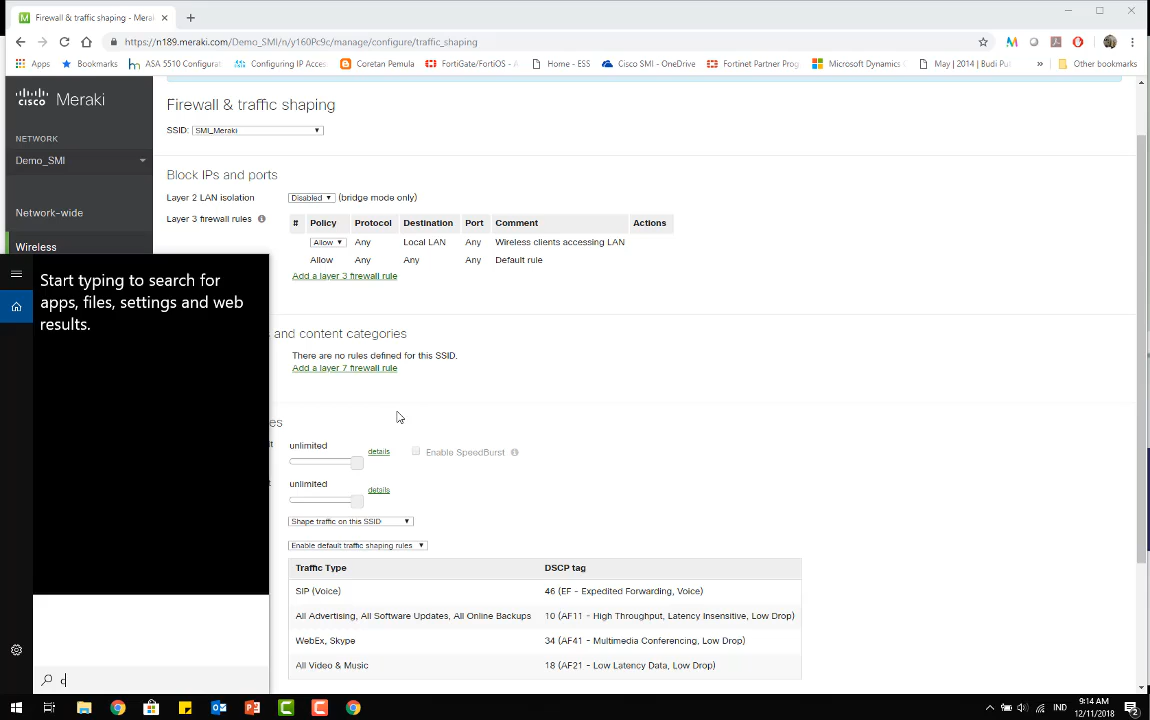 Firewall & traffic shaping - Mera
https://n189.meraki.com/Demo_SMI/n/y160Pc9c/manage/configure/traffic_shaping
Apps
Bookmarks
ASA 5510 Configurat
Configuring IP Acces
Coretan Pemula
FortiGate/FortiOS - A
Home - ESS
Cisco SMI - OneDrive
Fortinet Partner Prog
Microsoft Dynamics
May | 2014 | Budi Pu
»
Other bookmarks
cisco Meraki
NETWORK
Demo_SMI
Network-wide
Wireless
Firewall & traffic shaping
SSID: SMI_Meraki
Block IPs and ports
Layer 2 LAN isolation Disabled (bridge mode only)
Layer 3 firewall rules
# Policy Protocol Destination Port Comment Actions
Allow Any Local LAN Any Wireless clients accessing LAN
Allow Any Any Any Default rule
Add a layer 3 firewall rule
and content categories
There are no rules defined for this SSID.
Add a layer 7 firewall rule
es
unlimited details Enable SpeedBurst
unlimited details
Shape traffic on this SSID
Enable default traffic shaping rules
Traffic Type DSCP tag
SIP (Voice) 46 (EF - Expedited Forwarding, Voice)
All Advertising, All Software Updates, All Online Backups 10 (AF11 - High Throughput, Latency Insensitive, Low Drop)
WebEx, Skype 34 (AF41 - Multimedia Conferencing, Low Drop)
All Video & Music 18 (AF21 - Low Latency Data, Low Drop)
Start typing to search for
apps, files, settings and web
results.
c
IND
9:14 AM
12/11/2018
2